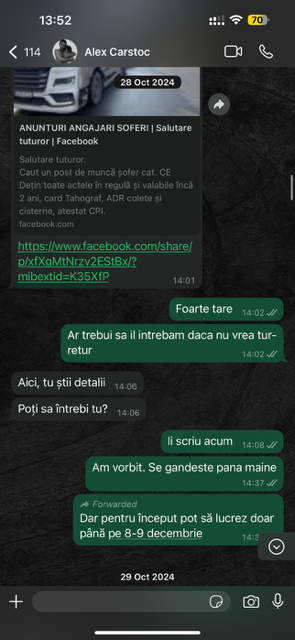 13:52
70
114
Alex Carstoc
28 Oct 2024
ANUNTURI ANGAJARI SOFERI | Salutare
tuturor | Facebook
Salutare tuturor.
Caut un post de muncă șofer cat. CE
Dețin toate actele în regulă și valabile încă
2 ani, card Tahograf, ADR colete și
cisterne, atestat CPI.
facebook.com
https://www.facebook.com/share/
p/xfXgMtNrzv2EStBx/?
mibextid=K35XfP
14:01
Foarte tare 14:02
Ar trebui sa il intrebam daca nu vrea tur-
retur
14:02
Aici, tu știi detalii 14:06
Poți sa întrebi tu? 14:06
Ii scriu acum 14:08
Am vorbit. Se gandeste pana maine
14:37
Forwarded
Dar pentru început pot să lucrez doar
până pe 8-9 decembrie
29 Oct 2024